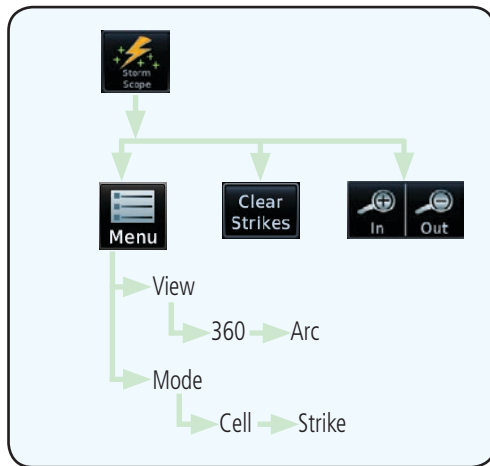 Storm
Scope
Menu
Clear
Strikes
In Out
View
360 Arc
Mode
Cell Strike